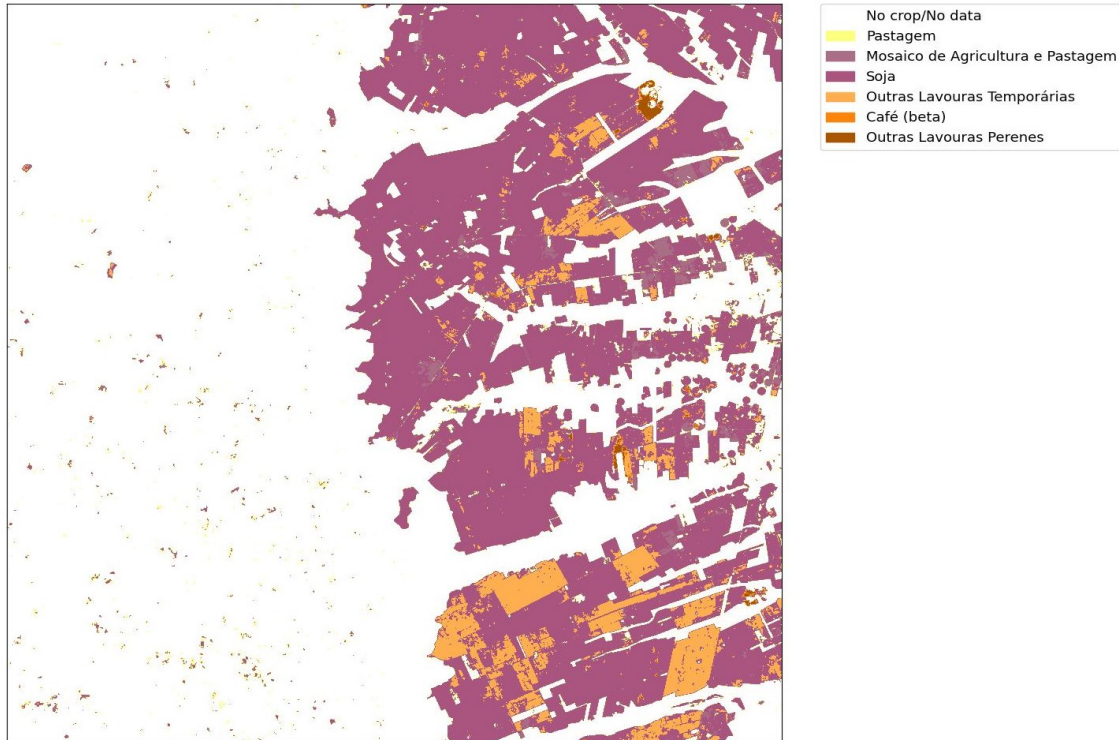 No crop/No data
Pastagem
Mosaico de Agricultura e Pastagem
Soja
Outras Lavouras Temporárias
Café (beta)
Outras Lavouras Perenes